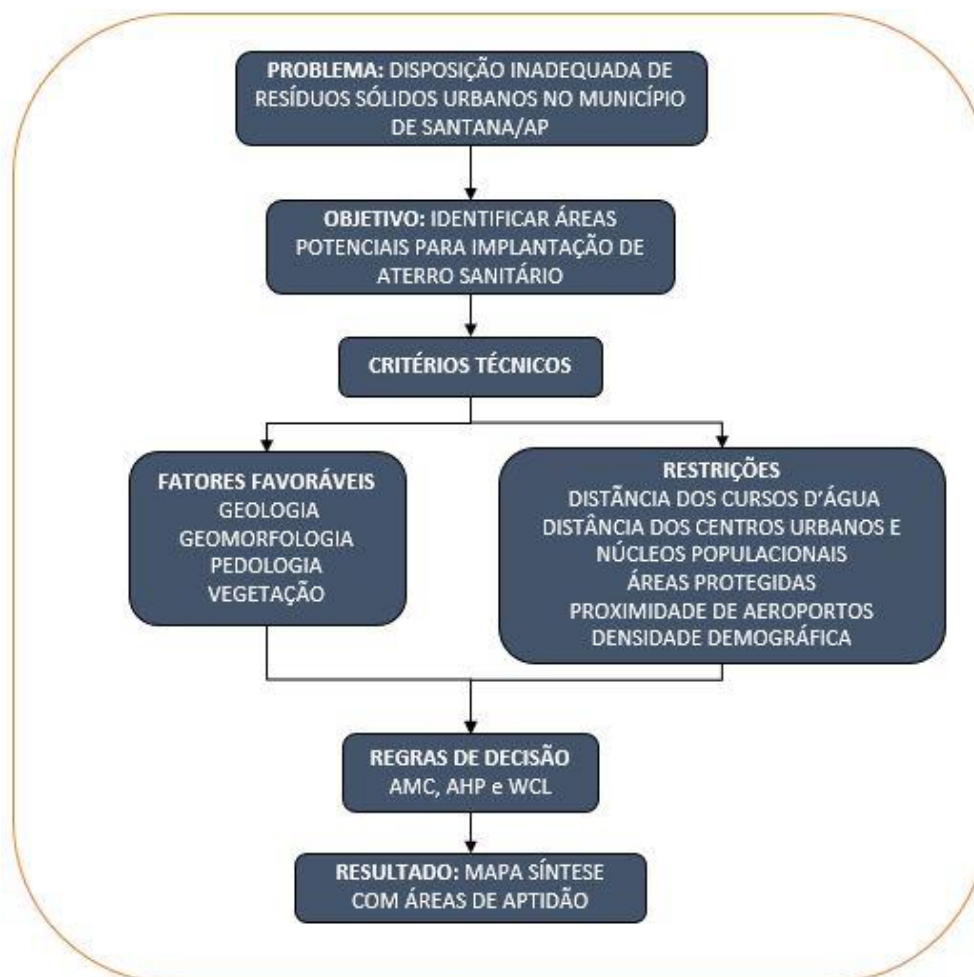 PROBLEMA: DISPOSIÇÃO INADEQUADA DE
RESÍDUOS SÓLIDOS URBANOS NO MUNICÍPIO
DE SANTANA/AP
OBJETIVO: IDENTIFICAR ÁREAS
POTENCIAIS PARA IMPLANTAÇÃO DE
ATERRO SANITÁRIO
CRITÉRIOS TÉCNICOS
FATORES FAVORÁVEIS
GEOLOGIA
GEOMORFOLOGIA
PEDOLOGIA
VEGETAÇÃO
RESTRIÇÕES
DISTÃNCIA DOS CURSOS D’ÁGUA
DISTÂNCIA DOS CENTROS URBANOS E
NÚCLEOS POPULACIONAIS
ÁREAS PROTEGIDAS
PROXIMIDADE DE AEROPORTOS
DENSIDADE DEMOGRÁFICA
REGRAS DE DECISÃO
AMC, AHP e WCL
RESULTADO: MAPA SÍNTESE
COM ÁREAS DE APTIDÃO